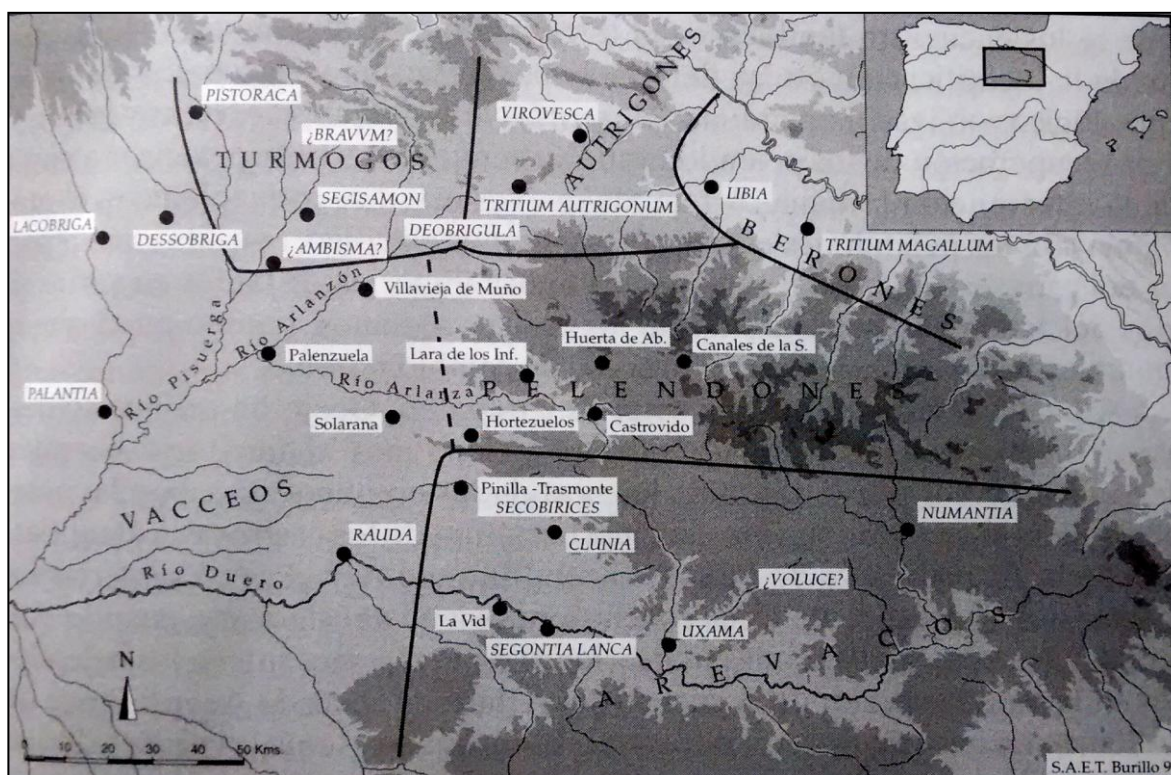 PISTORACA
¿BRAVVM?
TURMOGOS
VIROVESCA
AUTRIGONES
SEGISAMON
TRITIUM AUTRIGONUM
LIBIA
LACOBRIGA
DESSOBRIGA
¿AMBISMA?
DEOBRIGULA
BERONES
TRITIUM MAGALLUM
Villavieja de Muño
Río Pisuerga
Río Arlanzón
Palenzuela
Lara de los Inf.
Huerta de Ab.
Canales de la S.
PALANTIA
Río Arlanza
PELENDONES
Solarana
Hortezuelos
Castrovido
VACCEOS
Pinilla -Trasmonte
SECOBIRICES
RAUDA
CLUNIA
NUMANTIA
Río Duero
¿VOLUCE?
La Vid
SEGONTIA LANCA
UXAMA
AREVACOS
N
0 10 20 30 40 50 Kms.
S.A.E.T. Burillo 9